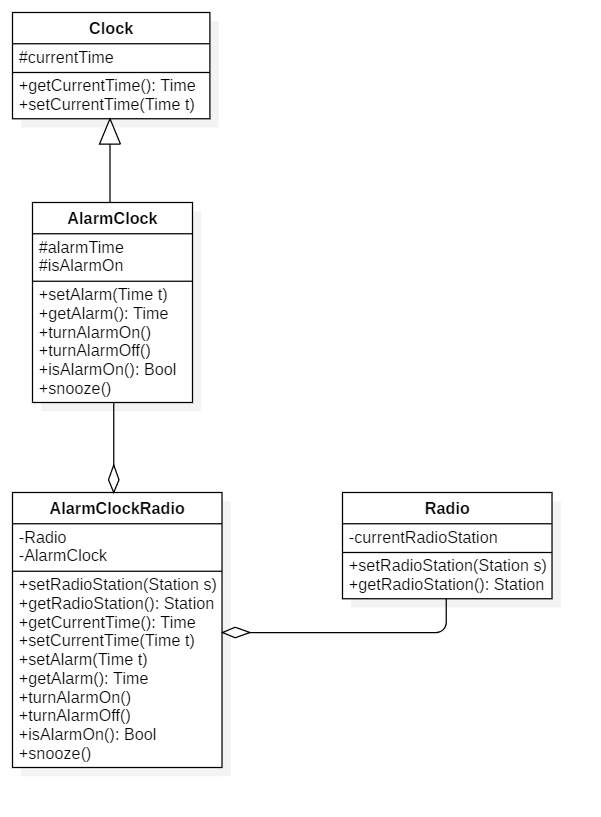 Clock
#currentTime
+getCurrentTime(): Time
+setCurrentTime(Time t)
AlarmClock
#alarmTime
#isAlarmOn
+setAlarm(Time t)
+getAlarm(): Time
+turnAlarmOn()
+turnAlarmOff()
+isAlarmOn(): Bool
+snooze()
AlarmClockRadio
-Radio
-AlarmClock
+setRadioStation(Station s)
+getRadioStation(): Station
+getCurrentTime(): Time
+setCurrentTime(Time t)
+setAlarm(Time t)
+getAlarm(): Time
+turnAlarmOn()
+turnAlarmOff()
+isAlarmOn(): Bool
+snooze()
Radio
-currentRadioStation
+setRadioStation(Station s)
+getRadioStation(): Station